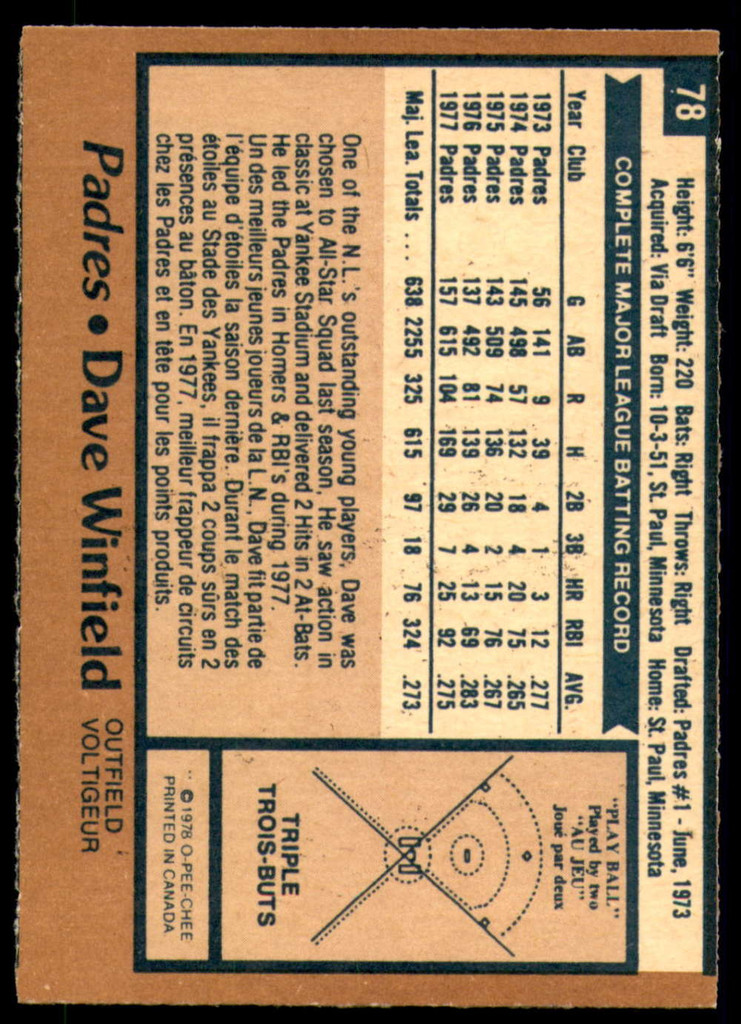 78
Height: 6'6" Weight: 220 Bats: Right Throws: Right Drafted: Padres #1 - June, 1973
Acquired: Via Draft Born: 10-3-51, St. Paul, Minnesota Home: St. Paul, Minnesota
COMPLETE MAJOR LEAGUE BATTING RECORD
Year Club G AB R H 2B 3B HR RBI AVG.
1973 Padres 56 141 9 39 4 1 3 12 .277
1974 Padres 145 498 57 132 18 4 20 75 .265
1975 Padres 143 509 74 136 20 2 15 76 .267
1976 Padres 137 492 81 139 26 4 13 69 .283
1977 Padres 157 615 104 169 29 7 25 92 .275
Maj. Lea. Totals ... 638 2255 325 615 97 18 76 324 .273
One of the N.L.'s outstanding young players, Dave was
chosen to All-Star Squad last season. He saw action in
classic at Yankee Stadium and delivered 2 Hits in 2 At-Bats.
He led the Padres in Homers & RBI's during 1977.
Un des meilleurs jeunes joueurs de la L.N., Dave fit partie de
l'équipe d'étoiles la saison dernière. Durant le match des
étoiles au Stade des Yankees, il frappa 2 coups sûrs en 2
présences au bâton. En 1977, meilleur frappeur de circuits
chez les Padres et en tête pour les points produits.
"PLAY BALL"
Played by two
"AU JEU"
Joué par deux
TRIPLE
TROIS-BUTS
© 1978 O-PEE-CHEE
PRINTED IN CANADA
Padres • Dave Winfield OUTFIELD
VOLTIGEUR